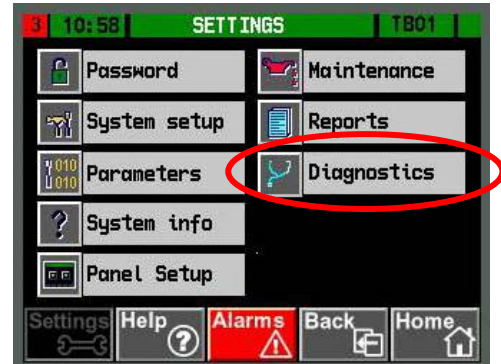 3 10:58 SETTINGS TB01
Password
Maintenance
System setup
Reports
Parameters
Diagnostics
System info
Panel Setup
Settings Help Alarms Back Home